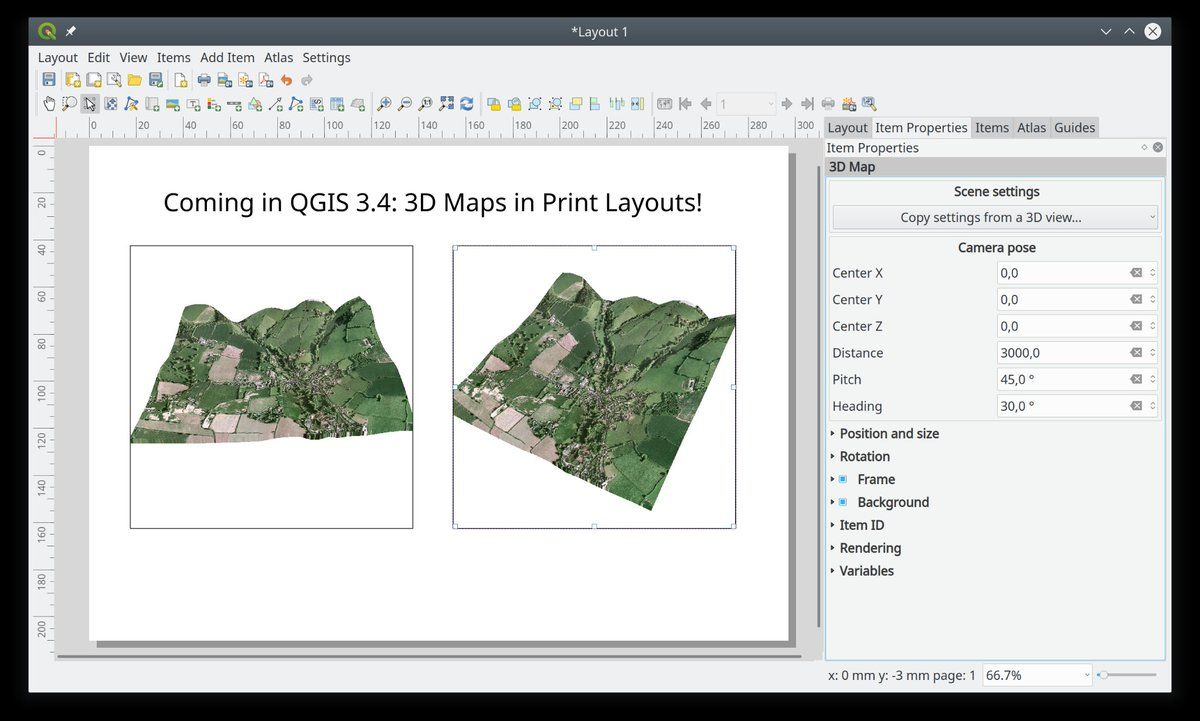 *Layout 1
Layout Edit View Items Add Item Atlas Settings
1
0 20 40 60 80 100 120 140 160 180 200 220 240 260 280 300
Layout Item Properties Items Atlas Guides
Item Properties
3D Map
Scene settings
Copy settings from a 3D view...
Camera pose
Center X 0,0
Center Y 0,0
Center Z 0,0
Distance 3000,0
Pitch 45,0 °
Heading 30,0 °
Position and size
Rotation
Frame
Background
Item ID
Rendering
Variables
0
20
40
60
80
100
120
140
160
180
200
Coming in QGIS 3.4: 3D Maps in Print Layouts!
x: 0 mm y: -3 mm page: 1 66.7%